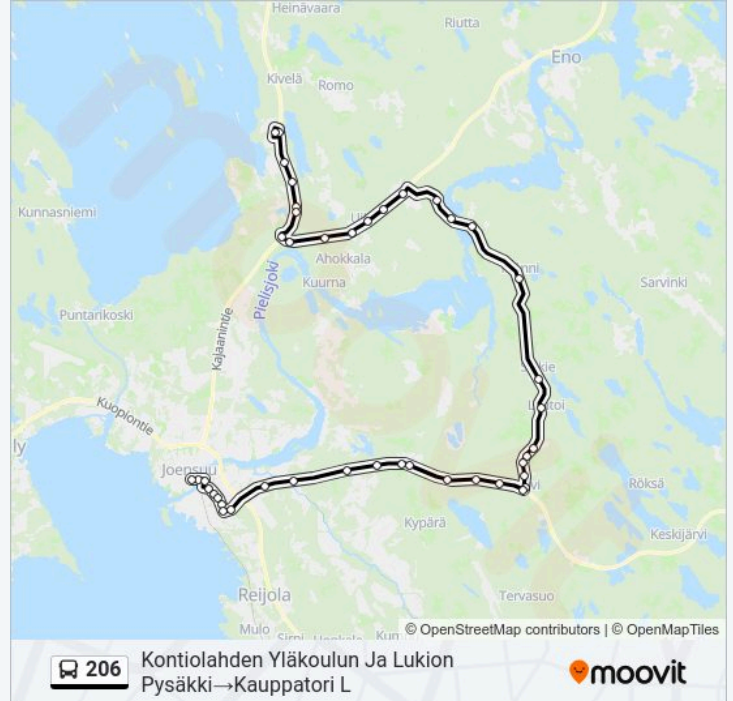 Heinävaara
Riutta
Eno
Kivelä
Romo
Kunnasniemi
Ahokkala
Kuurna
Pielisjoki
Sarvinki
Puntarikoski
Kajaanintie
Kuopiontie
ly
Joensuu
Röksä
Kypärä
Keskijärvi
Reijola
Tervasuo
Mulo
© OpenStreetMap contributors | © OpenMapTiles
206
Kontiolahden Yläkoulun Ja Lukion
Pysäkki→Kauppatori L
moovit